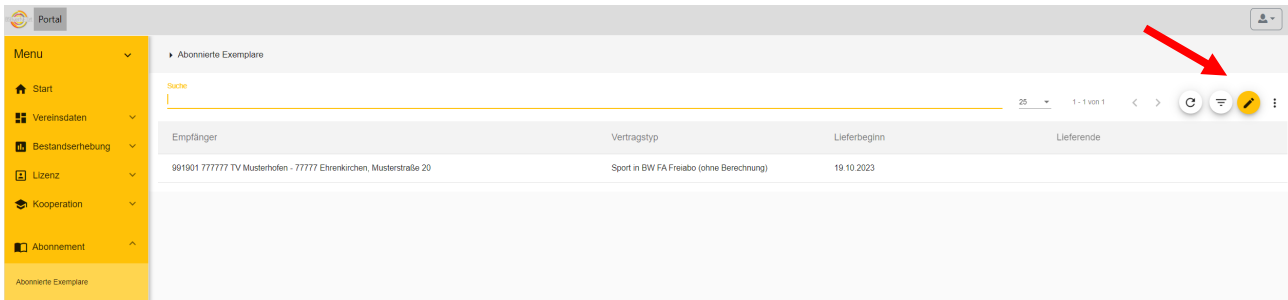 Portal
Menu
Abonnierte Exemplare
Start
Suche
25
1 - 1 von 1
Vereinsdaten
Empfänger Vertragstyp Lieferbeginn Lieferende
Bestandserhebung
991901 777777 TV Musterhofen - 77777 Ehrenkirchen, Musterstraße 20 Sport in BW FA Freiabo (ohne Berechnung) 19.10.2023
Lizenz
Kooperation
Abonnement
Abonnierte Exemplare